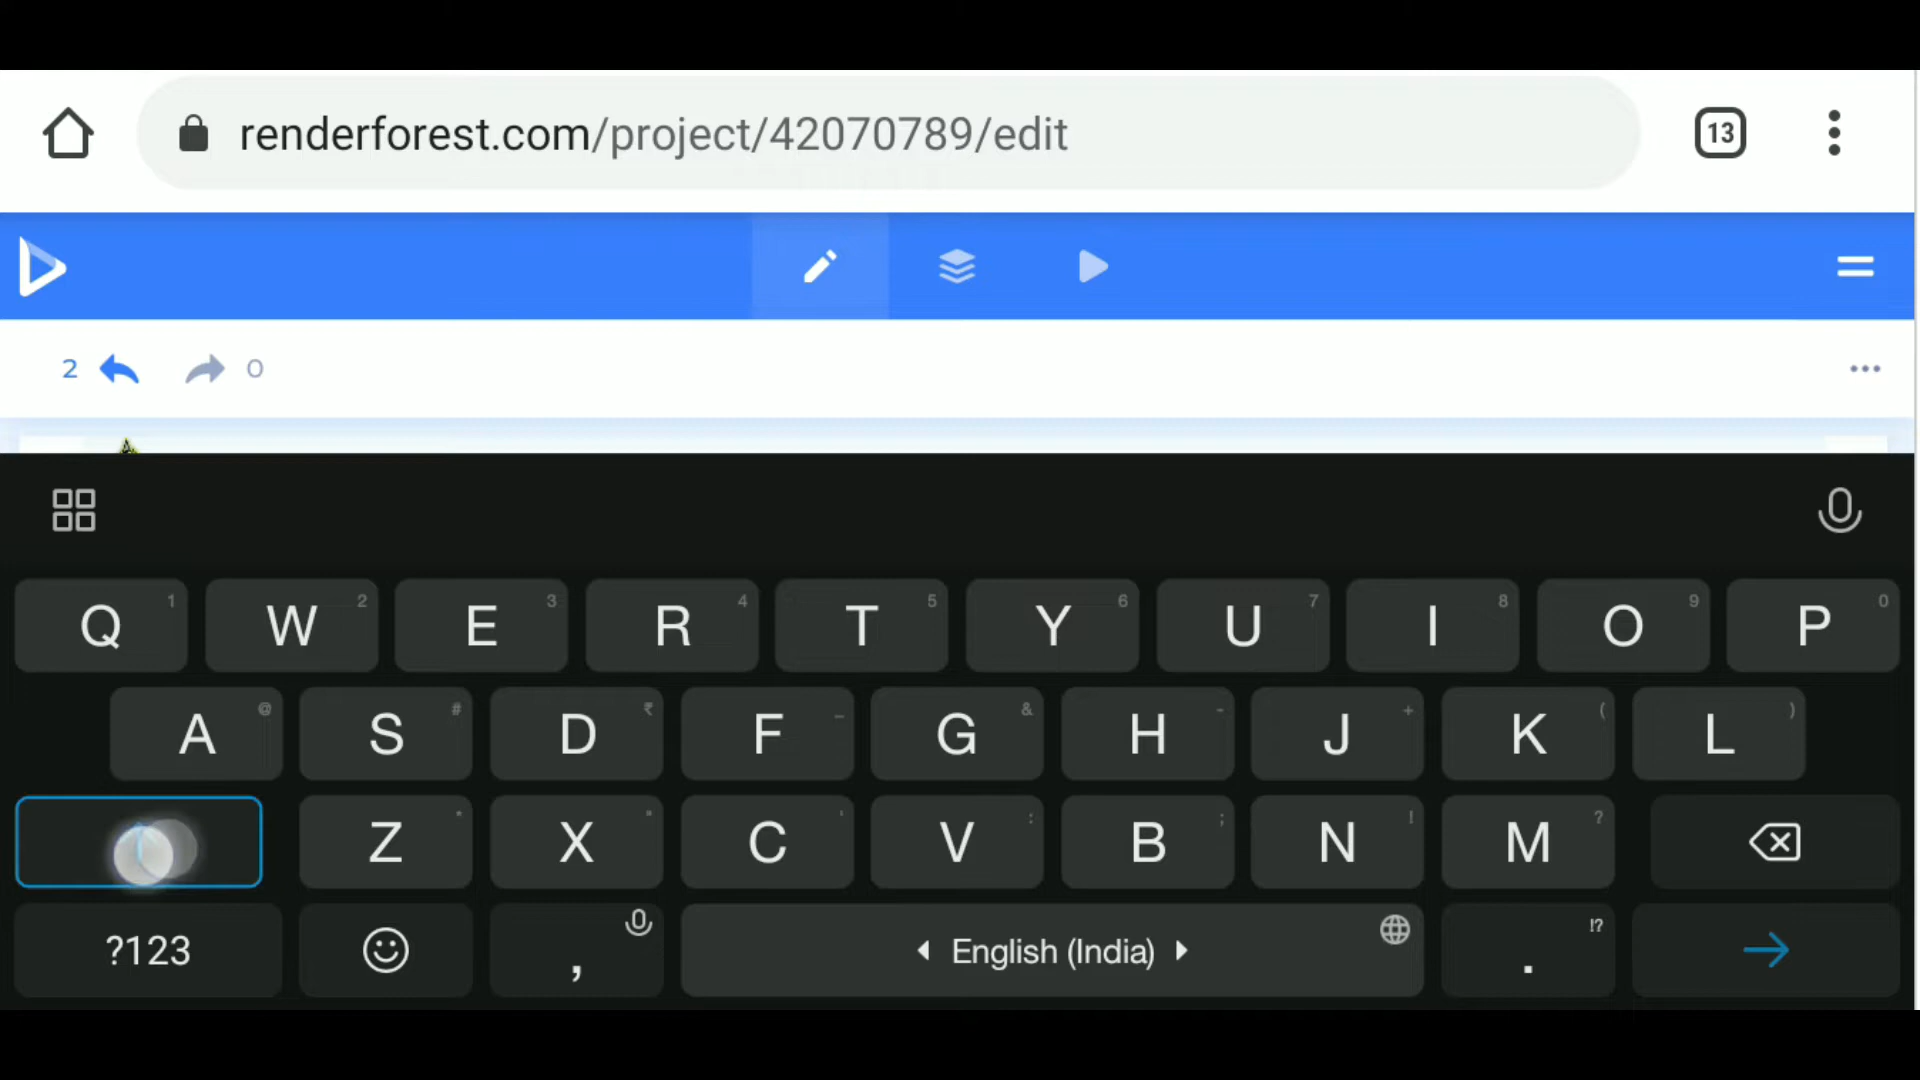 renderforest.com/project/42070789/edit
13
2 0
Q 1 W 2 E 3 R 4 T 5 Y 6 U 7 I 8 O 9 P 0
A @ S # D ₹ F _ G & H - J + K ( L )
Z * X " C ' V : B ; N ! M ?
?123 , English (India) . !?